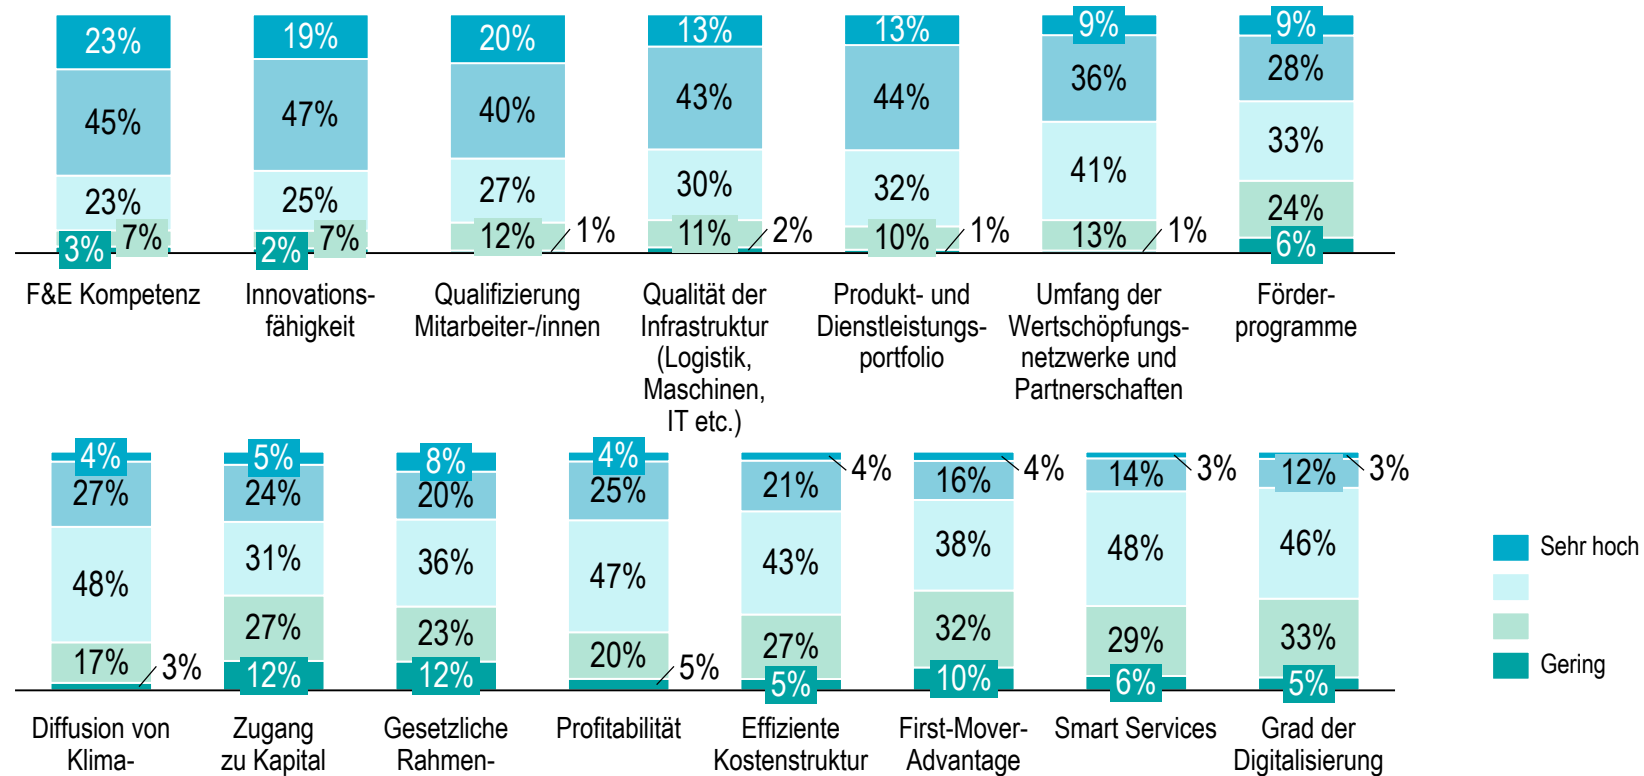 23% 19% 20% 13% 13% 9% 9%
45% 47% 40% 43% 44% 36% 28%
23% 25% 27% 30% 32% 41% 33%
7% 7% 12% 11% 10% 13% 24%
3% 2% 1% 2% 1% 1% 6%
F&E Kompetenz
Innovations-
fähigkeit
Qualifizierung
Mitarbeiter-/innen
Qualität der
Infrastruktur
(Logistik,
Maschinen,
IT etc.)
Produkt- und
Dienstleistungs-
portfolio
Umfang der
Wertschöpfungs-
netzwerke und
Partnerschaften
Förder-
programme
4% 5% 8% 4% 4% 4% 3% 3%
27% 24% 20% 25% 21% 16% 14% 12%
48% 31% 36% 47% 43% 38% 48% 46%
17% 27% 23% 20% 27% 32% 29% 33%
3% 12% 12% 5% 5% 10% 6% 5%
Diffusion von
Klima-
Zugang
zu Kapital
Gesetzliche
Rahmen-
Profitabilität
Effiziente
Kostenstruktur
First-Mover-
Advantage
Smart Services
Grad der
Digitalisierung
Sehr hoch
Gering